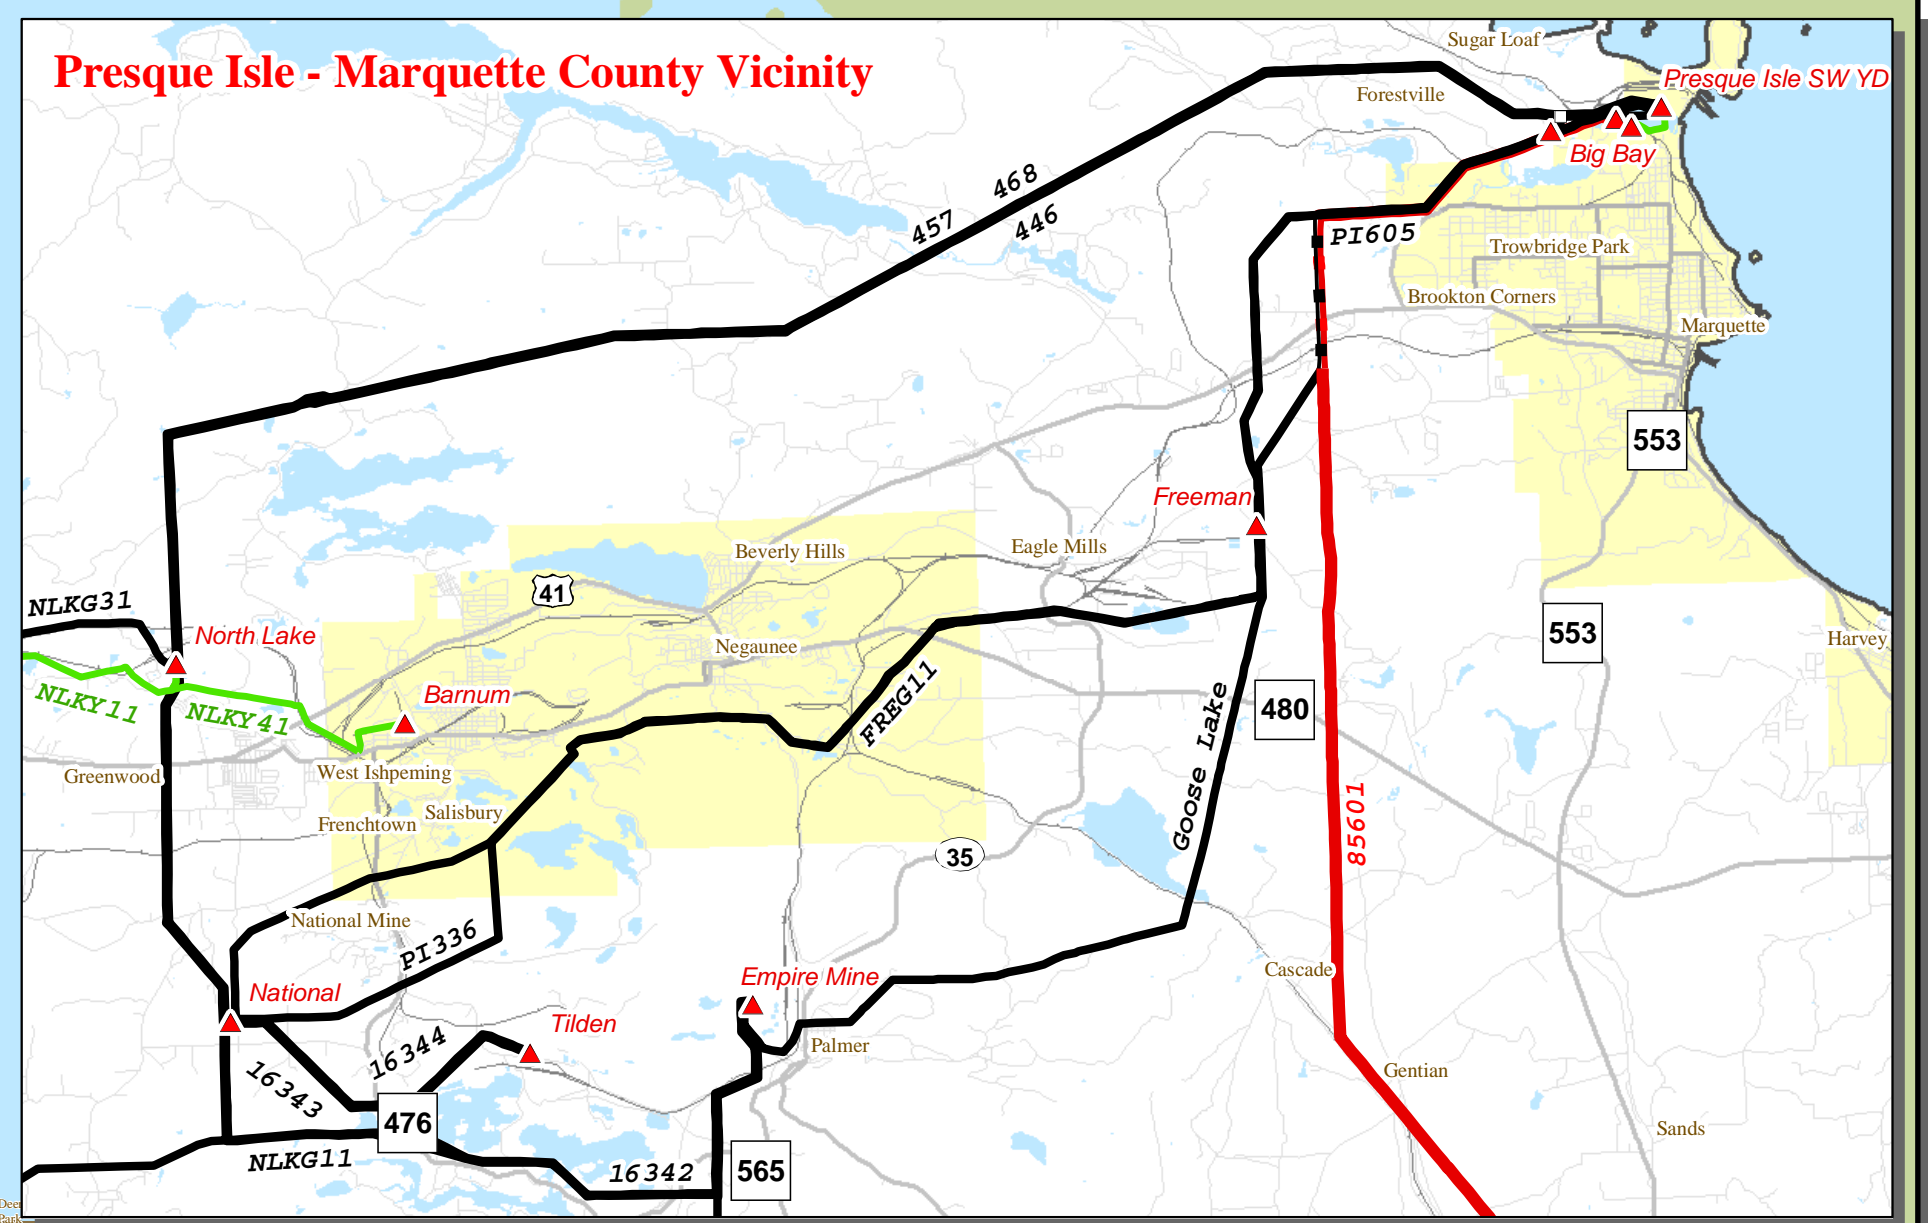 Sugar Loaf
Presque Isle - Marquette County Vicinity
Presque Isle SW YD
Forestville
Big Bay
468
457
446
PI605
Trowbridge Park
Brookton Corners
Marquette
553
Freeman
Eagle Mills
Beverly Hills
41
NLKG31
North Lake
553
Harvey
Negaunee
Barnum
NLKY11
NLKY41
FREG11
Goose Lake
480
Greenwood
West Ishpeming
Salisbury
Frenchtown
85601
35
National Mine
PI336
Cascade
Empire Mine
National
Tilden
Palmer
16344
16343
Gentian
476
Sands
NLKG11
16342
565
Deer
Park